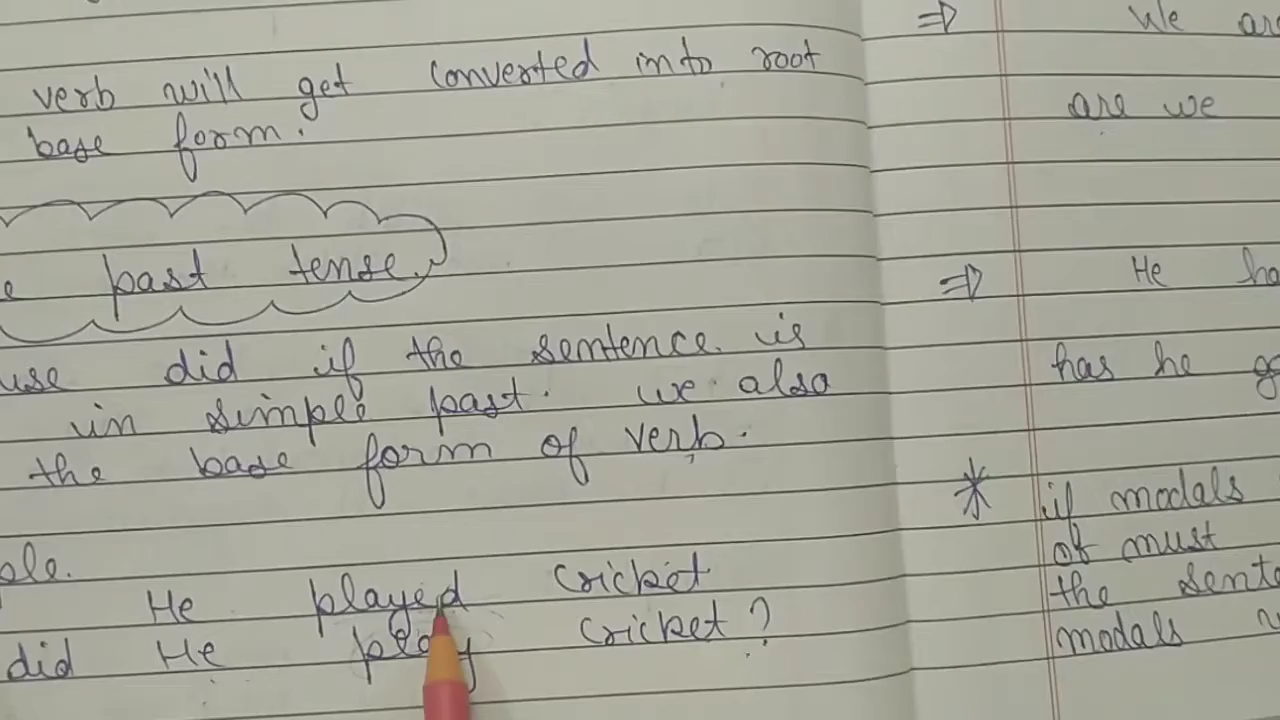 verb will get converted into root
base form.
past tense.
use did if the sentence is
in simple past. we also
the base form of verb.
He played cricket
did He play cricket?
⇒ We are
are we
⇒ He
has he
* if modals
of must
the
modals